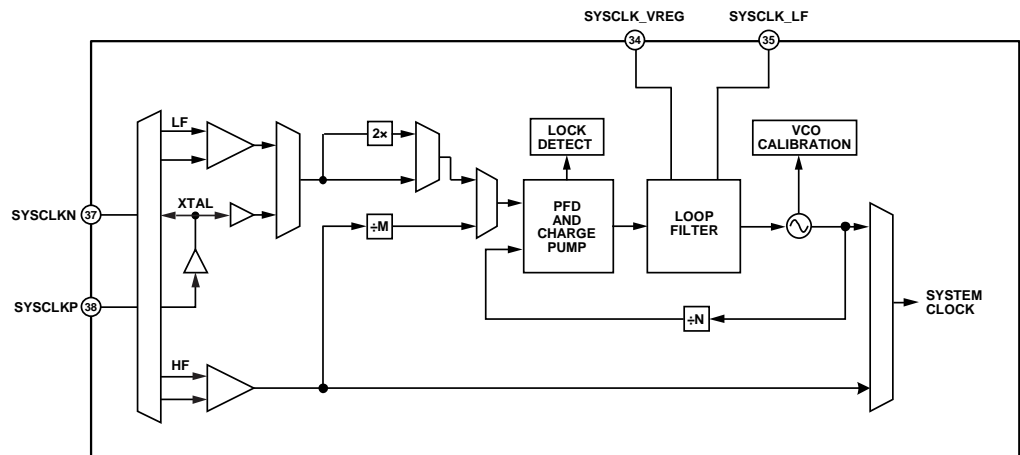 SYSCLK_VREG
SYSCLK_LF
34
35
LF
2×
LOCK
DETECT
VCO
CALIBRATION
SYSCLKN
37
XTAL
÷M
PFD
AND
CHARGE
PUMP
LOOP
FILTER
SYSCLKP
38
÷N
SYSTEM
CLOCK
HF